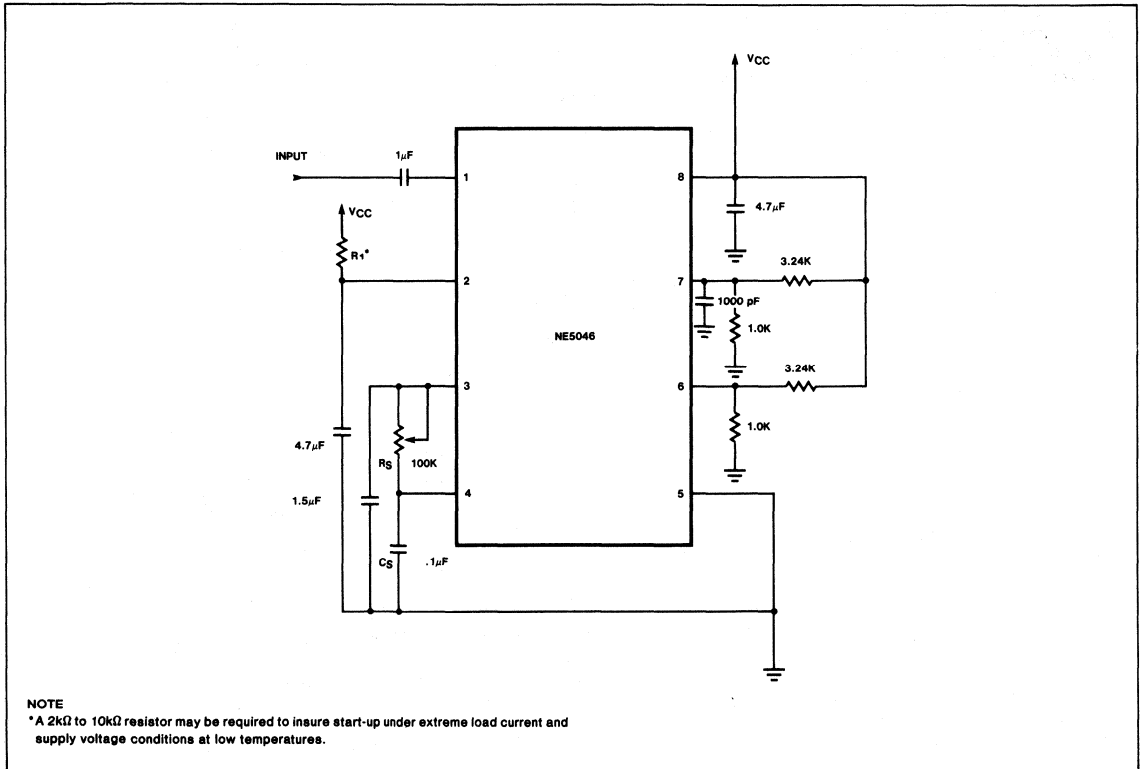 VCC
INPUT
1µF
1
8
4.7µF
VCC
R1*
3.24K
2
7
1000 pF
1.0K
NE5046
3.24K
3
6
1.0K
4.7µF
RS
100K
1.5µF
4
5
CS
.1µF
NOTE
*A 2kΩ to 10kΩ resistor may be required to insure start-up under extreme load current and
supply voltage conditions at low temperatures.